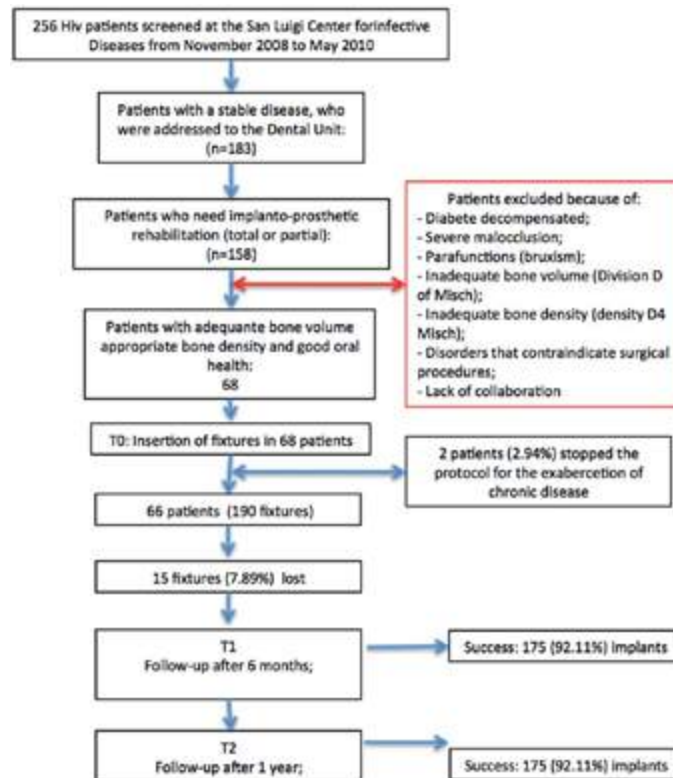 256 Hiv patients screened at the San Luigi Center forInfective
Diseases from November 2008 to May 2010
Patients with a stable disease, who
were addressed to the Dental Unit:
(n=183)
Patients who need implanto-prosthetic
rehabilitation (total or partial):
(n=158)
Patients excluded because of:
- Diabete decompensated;
- Severe malocclusion;
- Parafunctions (bruxism);
- Inadequate bone volume (Division D
of Misch);
- Inadequate bone density (density D4
Misch);
- Disorders that contraindicate surgical
procedures;
- Lack of collaboration
Patients with adequante bone volume
appropriate bone density and good oral
health:
68
T0: Insertion of fixtures in 68 patients
2 patients (2.94%) stopped the
protocol for the exabercetion of
chronic disease
66 patients (190 fixtures)
15 fixtures (7.89%) lost
T1
Follow-up after 6 months;
Success: 175 (92.11%) implants
T2
Follow-up after 1 year;
Success: 175 (92.11%) implants